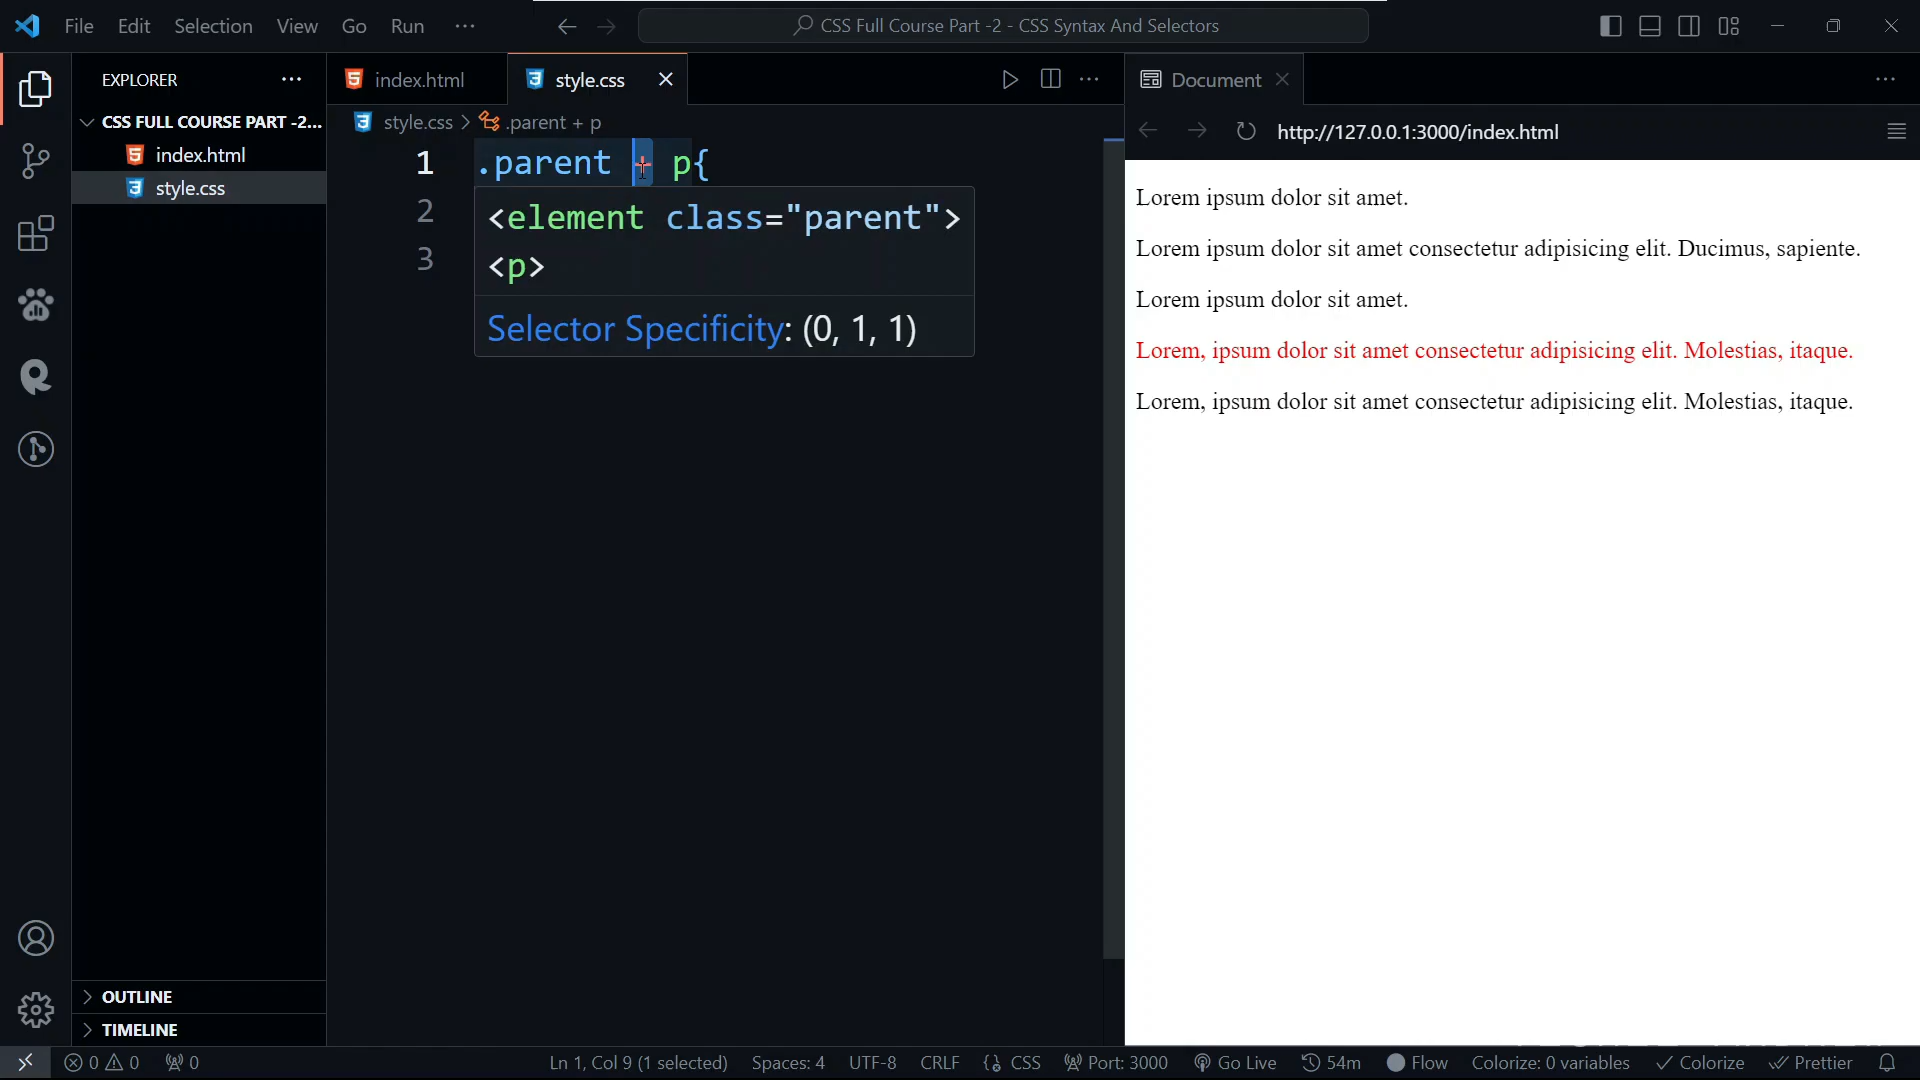 File Edit Selection View Go Run ···
CSS Full Course Part -2 - CSS Syntax And Selectors
EXPLORER
CSS FULL COURSE PART -2...
index.html
style.css
index.html
style.css
style.css > .parent + p
1 .parent + p{
2
3
<element class="parent">
<p>
Selector Specificity: (0, 1, 1)
Document
http://127.0.0.1:3000/index.html
Lorem ipsum dolor sit amet.
Lorem ipsum dolor sit amet consectetur adipisicing elit. Ducimus, sapiente.
Lorem ipsum dolor sit amet.
Lorem, ipsum dolor sit amet consectetur adipisicing elit. Molestias, itaque.
Lorem, ipsum dolor sit amet consectetur adipisicing elit. Molestias, itaque.
OUTLINE
TIMELINE
0 0 0
Ln 1, Col 9 (1 selected) Spaces: 4 UTF-8 CRLF {} CSS Port: 3000 Go Live 54m Flow Colorize: 0 variables Colorize Prettier